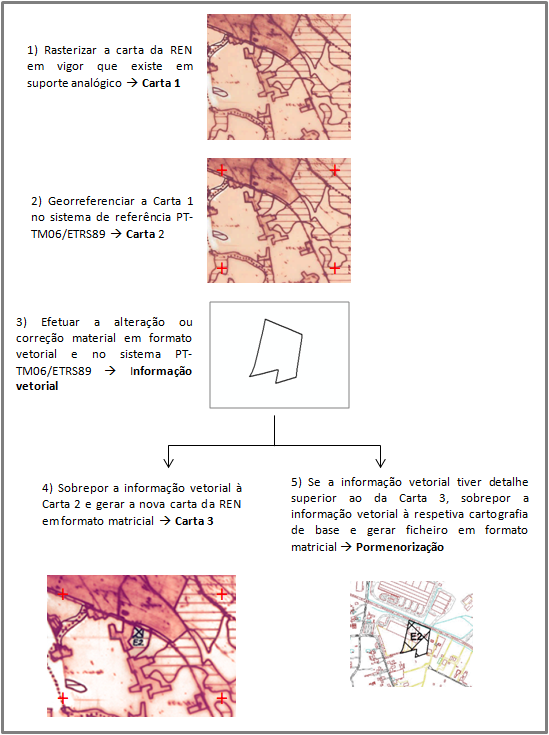 1) Rasterizar a carta da REN
em vigor que existe em
suporte analógico → Carta 1
2) Georreferenciar a Carta 1
no sistema de referência PT-
TM06/ETRS89 → Carta 2
3) Efetuar a alteração ou
correção material em formato
vetorial e no sistema PT-
TM06/ETRS89 → Informação
vetorial
4) Sobrepor a informação vetorial à
Carta 2 e gerar a nova carta da REN
em formato matricial → Carta 3
5) Se a informação vetorial tiver detalhe
superior ao da Carta 3, sobrepor a
informação vetorial à respetiva cartografia
de base e gerar ficheiro em formato
matricial → Pormenorização
E2
E2